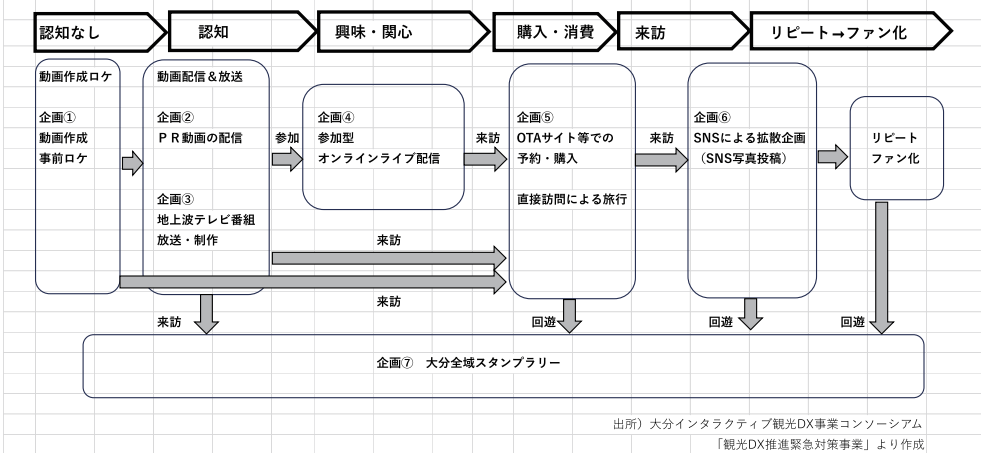 認知なし
認知
興味・関心
購入・消費
来訪
リピート→ファン化
動画作成ロケ
企画①
動画作成
事前ロケ
動画配信＆放送
企画②
ＰＲ動画の配信
企画③
地上波テレビ番組
放送・制作
参加
企画④
参加型
オンラインライブ配信
来訪
企画⑤
OTAサイト等での
予約・購入
直接訪問による旅行
来訪
企画⑥
SNSによる拡散企画
（SNS写真投稿）
リピート
ファン化
来訪
来訪
来訪
回遊
回遊
回遊
企画⑦　大分全域スタンプラリー
出所）大分インタラクティブ観光DX事業コンソーシアム
「観光DX推進緊急対策事業」より作成